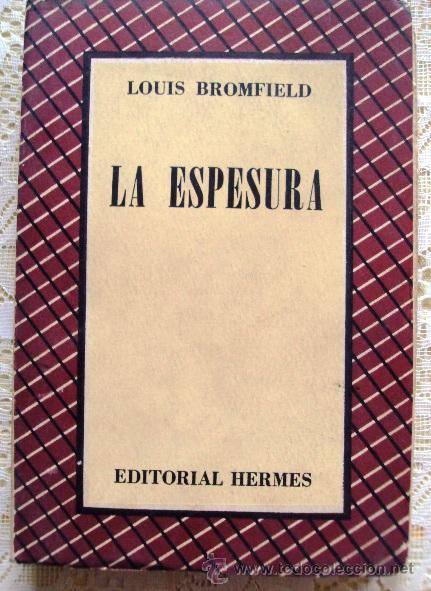 LOUIS BROMFIELD
LA ESPESURA
EDITORIAL HERMES
www.todocoleccion.net